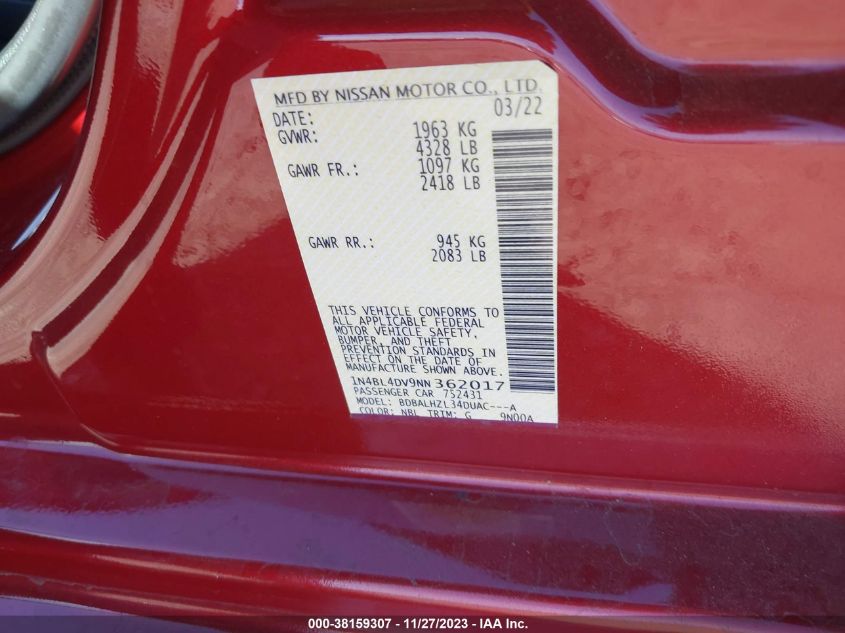 MFD BY NISSAN MOTOR CO., LTD.
DATE: 03/22
GVWR: 1963 KG
4328 LB
GAWR FR.: 1097 KG
2418 LB
GAWR RR.: 945 KG
2083 LB
THIS VEHICLE CONFORMS TO
ALL APPLICABLE FEDERAL
MOTOR VEHICLE SAFETY,
BUMPER, AND THEFT
PREVENTION STANDARDS IN
EFFECT ON THE DATE OF
MANUFACTURE SHOWN ABOVE.
1N4BL4DV9NN362017
PASSENGER CAR 752431
MODEL: BDBALHZL34DUAC---A
COLOR: NBL TRIM: G 9N00A
000-38159307 - 11/27/2023 - IAA Inc.